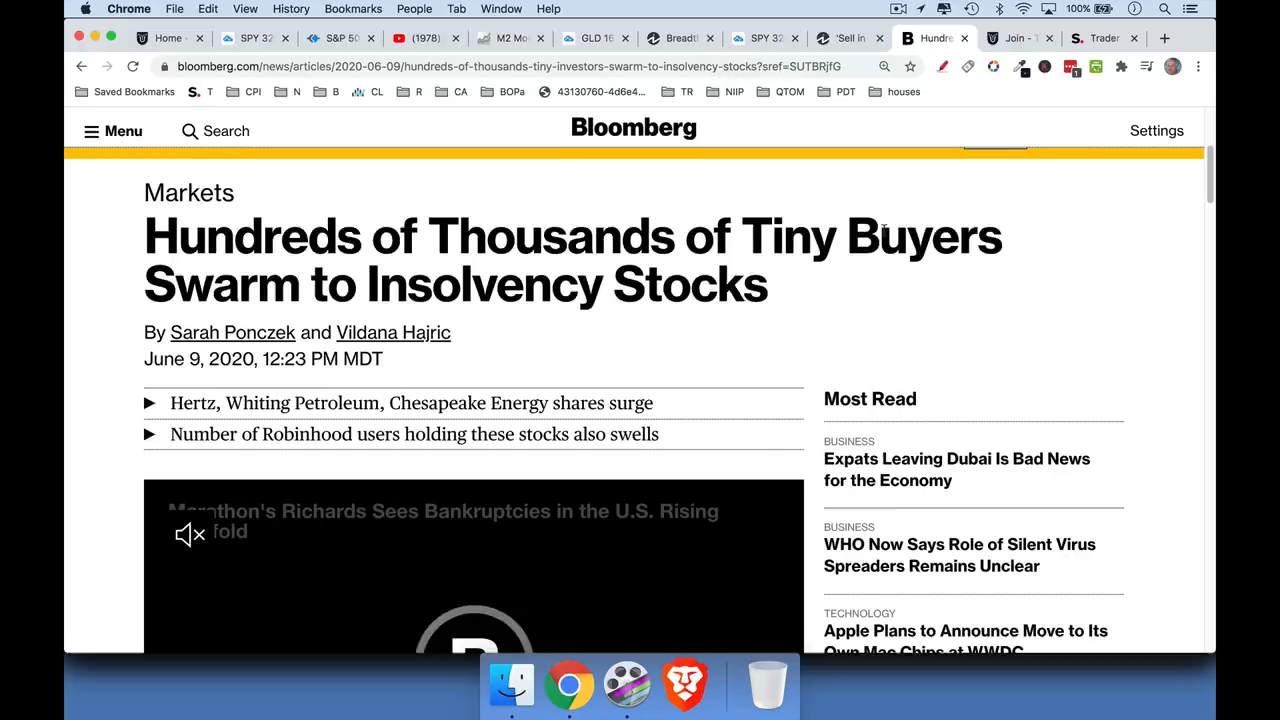 Chrome File Edit View History Bookmarks People Tab Window Help 100%
Home - SPY 32 S&P 50 (1978) M2 Mo GLD 16 Breadt SPY 32 'Sell in Hundre Join - T Trader
bloomberg.com/news/articles/2020-06-09/hundreds-of-thousands-tiny-investors-swarm-to-insolvency-stocks?sref=SUTBRjfG
Saved Bookmarks T CPI N B CL R CA BOPa 43130760-4d6e4... TR NIIP QTOM PDT houses
Menu Search Bloomberg Settings
Markets
Hundreds of Thousands of Tiny Buyers
Swarm to Insolvency Stocks
By Sarah Ponczek and Vildana Hajric
June 9, 2020, 12:23 PM MDT
Hertz, Whiting Petroleum, Chesapeake Energy shares surge
Number of Robinhood users holding these stocks also swells
Marathon's Richards Sees Bankruptcies in the U.S. Rising
fold
Most Read
BUSINESS
Expats Leaving Dubai Is Bad News
for the Economy
BUSINESS
WHO Now Says Role of Silent Virus
Spreaders Remains Unclear
TECHNOLOGY
Apple Plans to Announce Move to Its
Own Mac Chips at WWDC